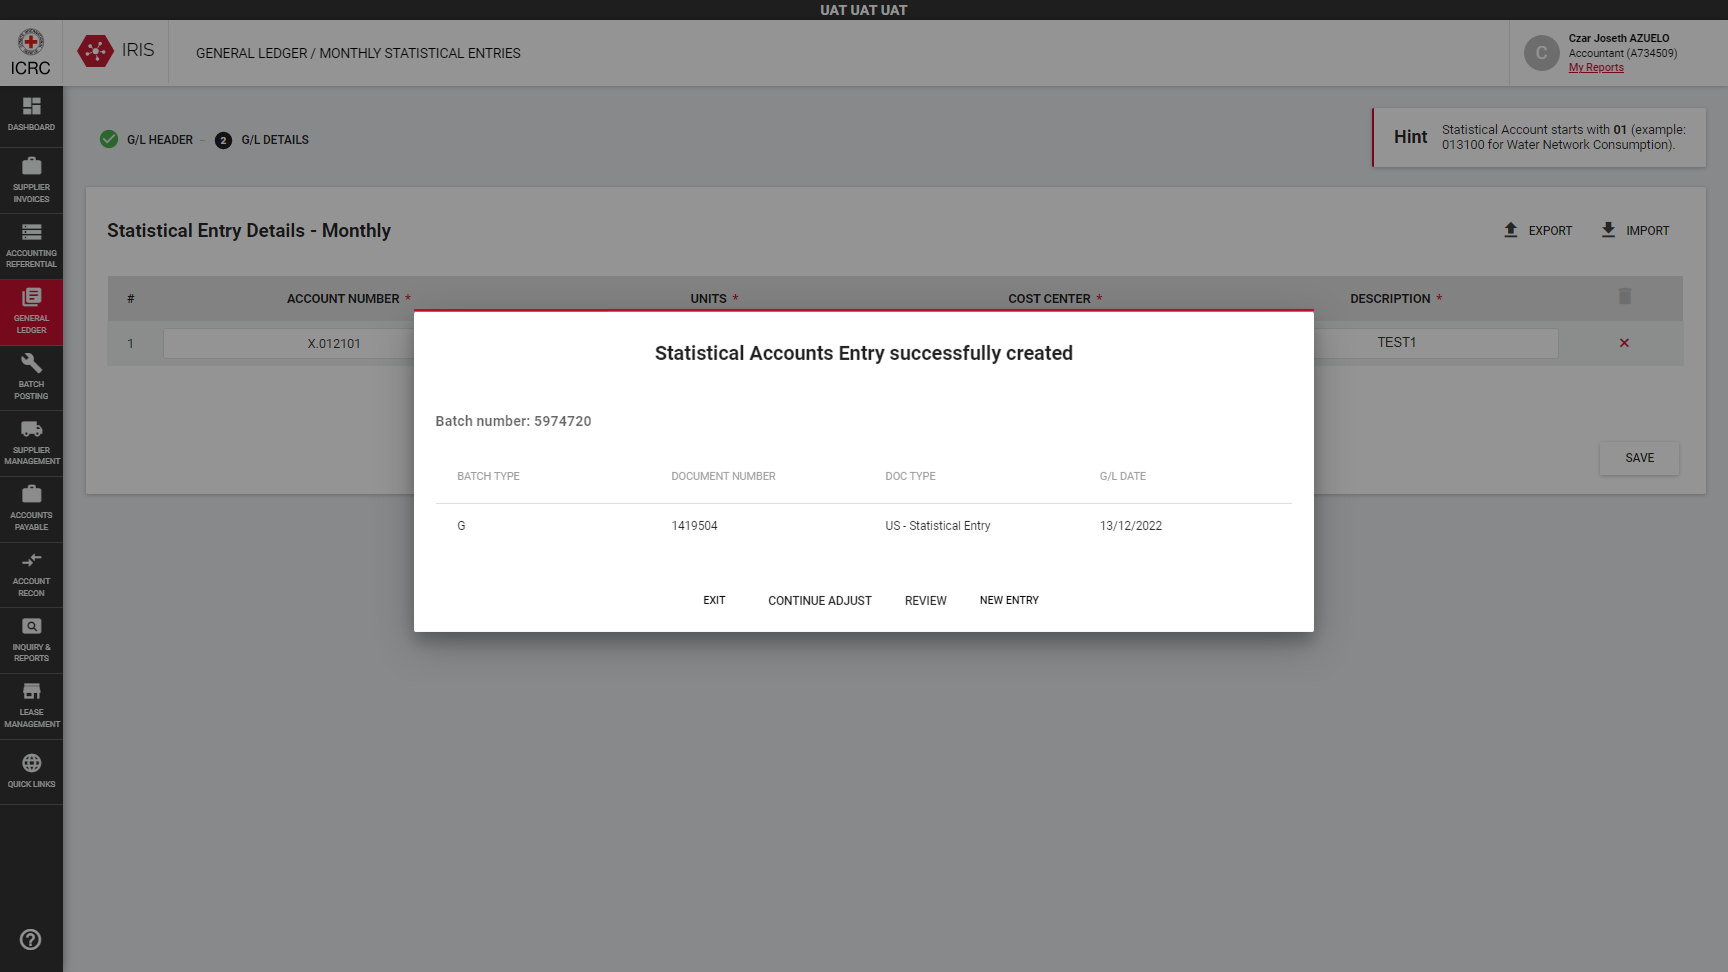 UAT UAT UAT
ICRC
IRIS
GENERAL LEDGER / MONTHLY STATISTICAL ENTRIES
C
Czar Joseth AZUELO
Accountant (A734509)
My Reports
DASHBOARD
SUPPLIER
INVOICES
ACCOUNTING
REFERENTIAL
GENERAL
LEDGER
BATCH
POSTING
SUPPLIER
MANAGEMENT
ACCOUNTS
PAYABLE
ACCOUNT
RECON
INQUIRY &
REPORTS
LEASE
MANAGEMENT
QUICK LINKS
G/L HEADER
2 G/L DETAILS
Hint
Statistical Account starts with 01 (example:
013100 for Water Network Consumption).
Statistical Entry Details - Monthly
EXPORT
IMPORT
# ACCOUNT NUMBER * UNITS * COST CENTER * DESCRIPTION *
1 X.012101 TEST1
SAVE
Statistical Accounts Entry successfully created
Batch number: 5974720
BATCH TYPE DOCUMENT NUMBER DOC TYPE G/L DATE
G 1419504 US - Statistical Entry 13/12/2022
EXIT CONTINUE ADJUST REVIEW NEW ENTRY